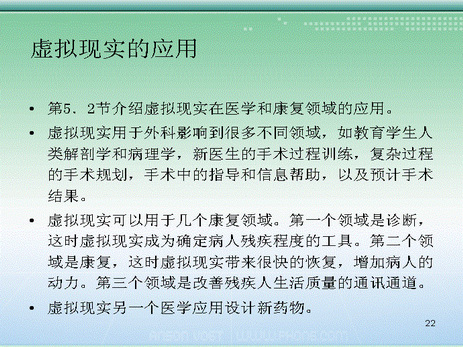 虚拟现实的应用
• 第5．2节介绍虚拟现实在医学和康复领域的应用。
• 虚拟现实用于外科影响到很多不同领域，如教育学生人
类解剖学和病理学，新医生的手术过程训练，复杂过程
的手术规划，手术中的指导和信息帮助，以及预计手术
结果。
• 虚拟现实可以用于几个康复领域。第一个领域是诊断，
这时虚拟现实成为确定病人残疾程度的工具。第二个领
域是康复，这时虚拟现实带来很快的恢复，增加病人的
动力。第三个领域是改善残疾人生活质量的通讯通道。
• 虚拟现实另一个医学应用设计新药物。
22